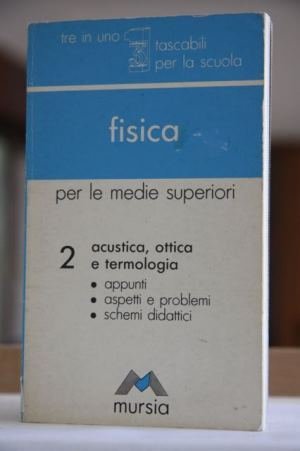 tre in uno
tascabili
per la scuola
fisica
per le medie superiori
2
acustica, ottica
e termologia
• appunti
• aspetti e problemi
• schemi didattici
mursia